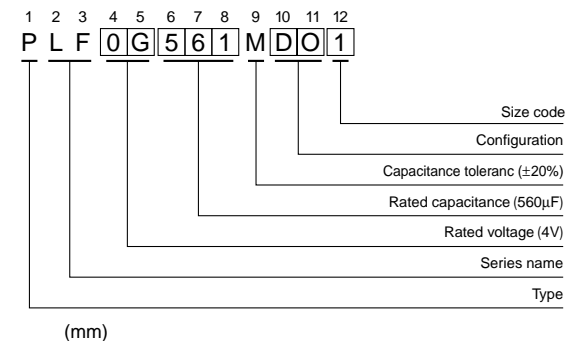 1 2 3 4 5 6 7 8 9 10 11 12
P L F 0 G 5 6 1 M D O 1
Size code
Configuration
Capacitance toleranc (±20%)
Rated capacitance (560µF)
Rated voltage (4V)
Series name
Type
(mm)